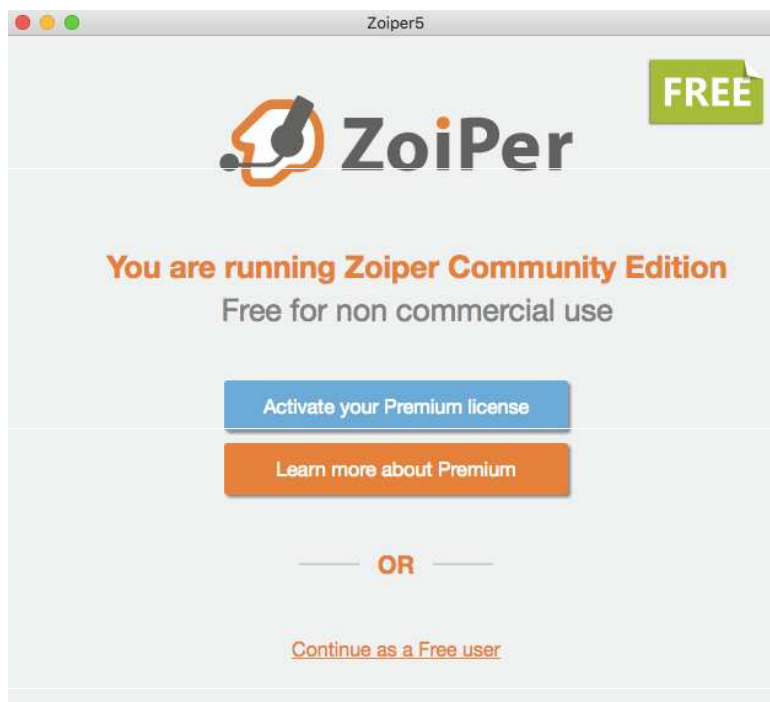 Zoiper5
FREE
ZoiPer
You are running Zoiper Community Edition
Free for non commercial use
Activate your Premium license
Learn more about Premium
OR
Continue as a Free user